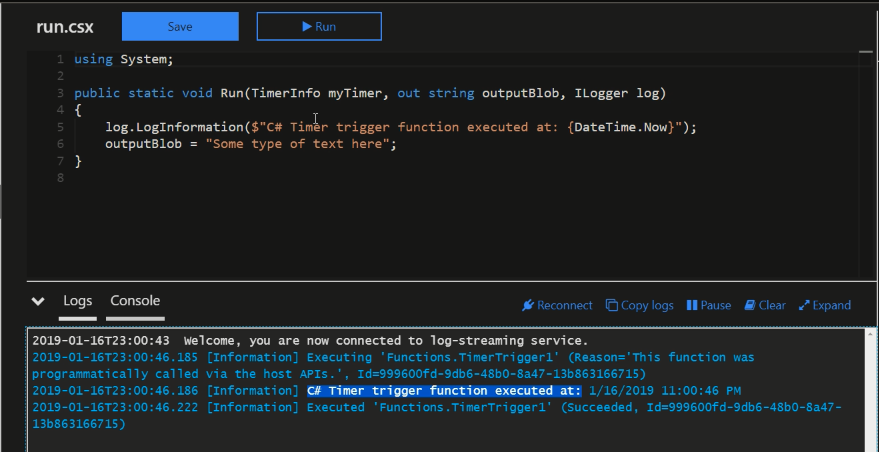 run.csx Save Run
1 using System;
2
3 public static void Run(TimerInfo myTimer, out string outputBlob, ILogger log)
4 {
5 log.LogInformation($"C# Timer trigger function executed at: {DateTime.Now}");
6 outputBlob = "Some type of text here";
7 }
8
Logs Console Reconnect Copy logs Pause Clear Expand
2019-01-16T23:00:43 Welcome, you are now connected to log-streaming service.
2019-01-16T23:00:46.185 [Information] Executing 'Functions.TimerTrigger1' (Reason='This function was
programmatically called via the host APIs.', Id=999600fd-9db6-48b0-8a47-13b863166715)
2019-01-16T23:00:46.186 [Information] C# Timer trigger function executed at: 1/16/2019 11:00:46 PM
2019-01-16T23:00:46.222 [Information] Executed 'Functions.TimerTrigger1' (Succeeded, Id=999600fd-9db6-48b0-8a47-
13b863166715)